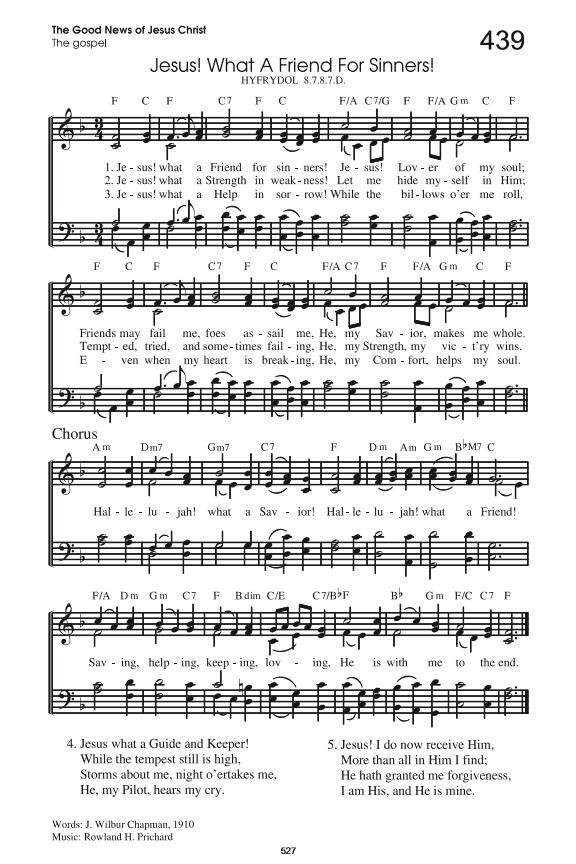 The Good News of Jesus Christ
The gospel
439
Jesus! What A Friend For Sinners!
HYFRYDOL 8.7.8.7.D.
F C F C7 F C F/A C7/G F F/A Gm C F
1. Je - sus! what a Friend for sin - ners! Je - sus! Lov - er of my soul;
2. Je - sus! what a Strength in weak - ness! Let me hide my - self in Him;
3. Je - sus! what a Help in sor - row! While the bil - lows o'er me roll,
F C F C7 F C F/A C7 F F/A Gm C F
Friends may fail me, foes as - sail me, He, my Sav - ior, makes me whole.
Tempt - ed, tried, and some - times fail - ing, He, my Strength, my vic - t'ry wins.
E - ven when my heart is break - ing, He, my Com - fort, helps my soul.
Chorus
Am Dm7 Gm7 C7 F Dm Am Gm B♭M7 C
Hal - le - lu - jah! what a Sav - ior! Hal - le - lu - jah! what a Friend!
F/A Dm Gm C7 F Bdim C/E C7/B♭ F B♭ Gm F/C C7 F
Sav - ing, help - ing, keep - ing, lov - ing, He is with me to the end.
4. Jesus what a Guide and Keeper!
While the tempest still is high,
Storms about me, night o'ertakes me,
He, my Pilot, hears my cry.
5. Jesus! I do now receive Him,
More than all in Him I find;
He hath granted me forgiveness,
I am His, and He is mine.
Words: J. Wilbur Chapman, 1910
Music: Rowland H. Prichard
527